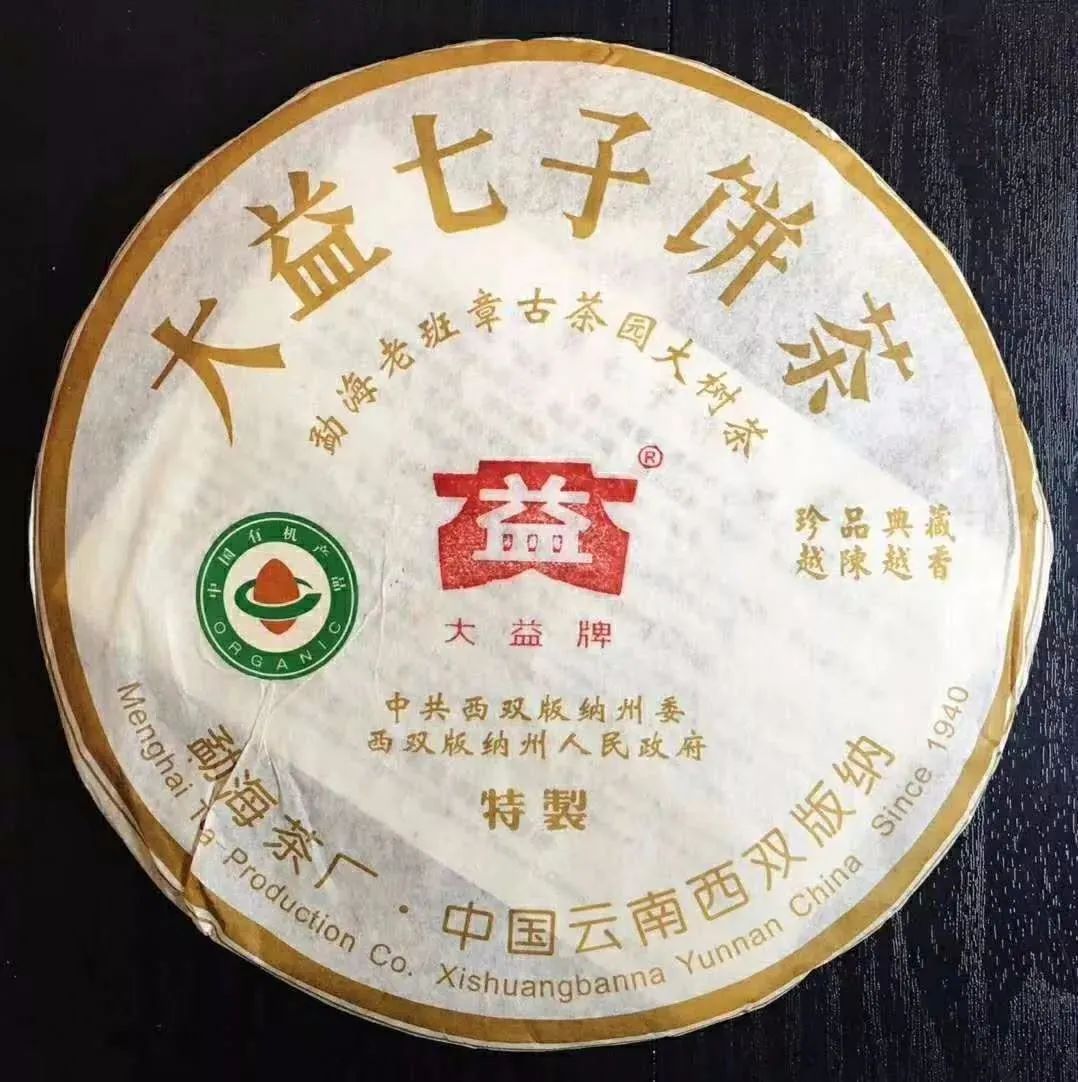 大益七子饼茶
勐海老班章古茶园大树茶
益
®
大益牌
中国有机产品
ORGANIC
珍品典藏
越陳越香
中共西双版纳州委
西双版纳州人民政府
特製
勐海茶厂·中国云南西双版纳
Menghai Ta-Production Co. Xishuangbanna Yunnan China Since 1940